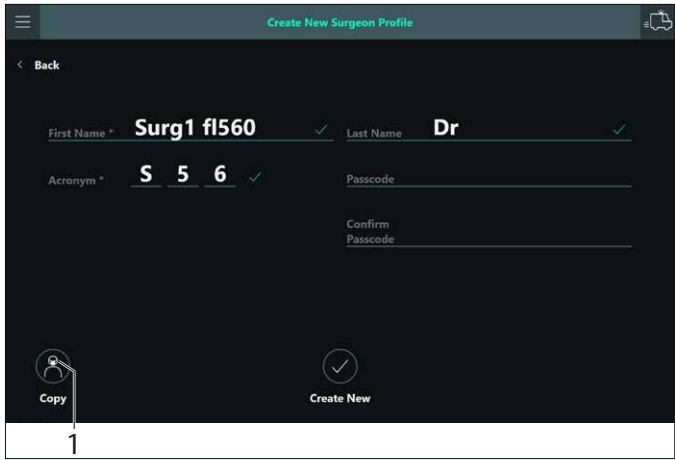 Create New Surgeon Profile
Back
First Name * Surg1 fl560 Last Name Dr
Acronym * S 5 6 Passcode
Confirm
Passcode
Copy Create New
1